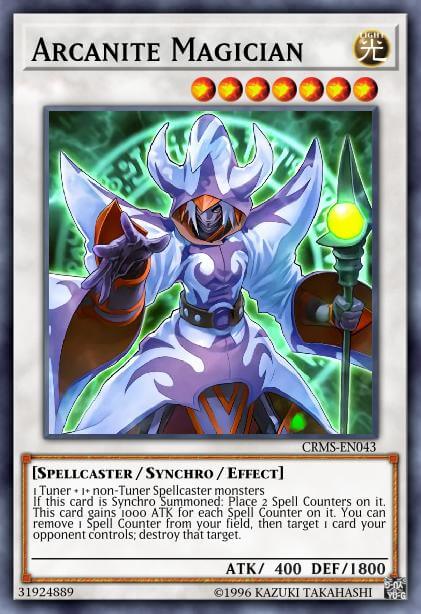 ARCANITE MAGICIAN
LIGHT
光
CRMS-EN043
[SPELLCASTER / SYNCHRO / EFFECT]
1 Tuner + 1+ non-Tuner Spellcaster monsters
If this card is Synchro Summoned: Place 2 Spell Counters on it.
This card gains 1000 ATK for each Spell Counter on it. You can
remove 1 Spell Counter from your field, then target 1 card your
opponent controls; destroy that target.
ATK/ 400 DEF/1800
31924889
©1996 KAZUKI TAKAHASHI